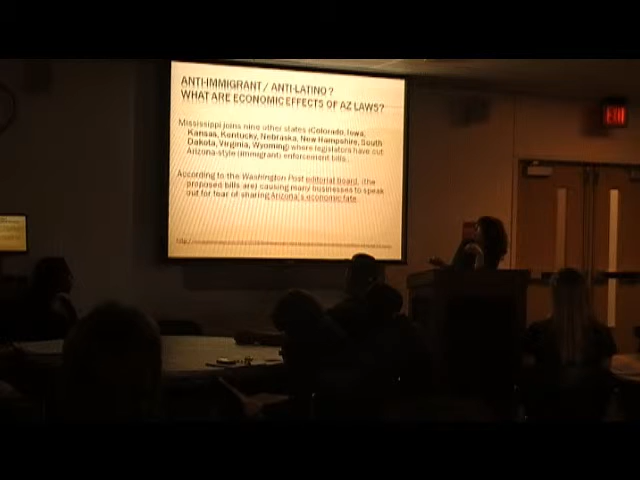 ANTI-IMMIGRANT / ANTI-LATINO ?
WHAT ARE ECONOMIC EFFECTS OF AZ LAWS?
Mississippi joins nine other states (Colorado, Iowa,
Kansas, Kentucky, Nebraska, New Hampshire, South
Dakota, Virginia, Wyoming) where legislators have cut
Arizona-style (immigrant) enforcement bills.
According to the Washington Post editorial board, (the
proposed bills are) causing many businesses to speak
out for fear of sharing Arizona's economic fate.
EXIT